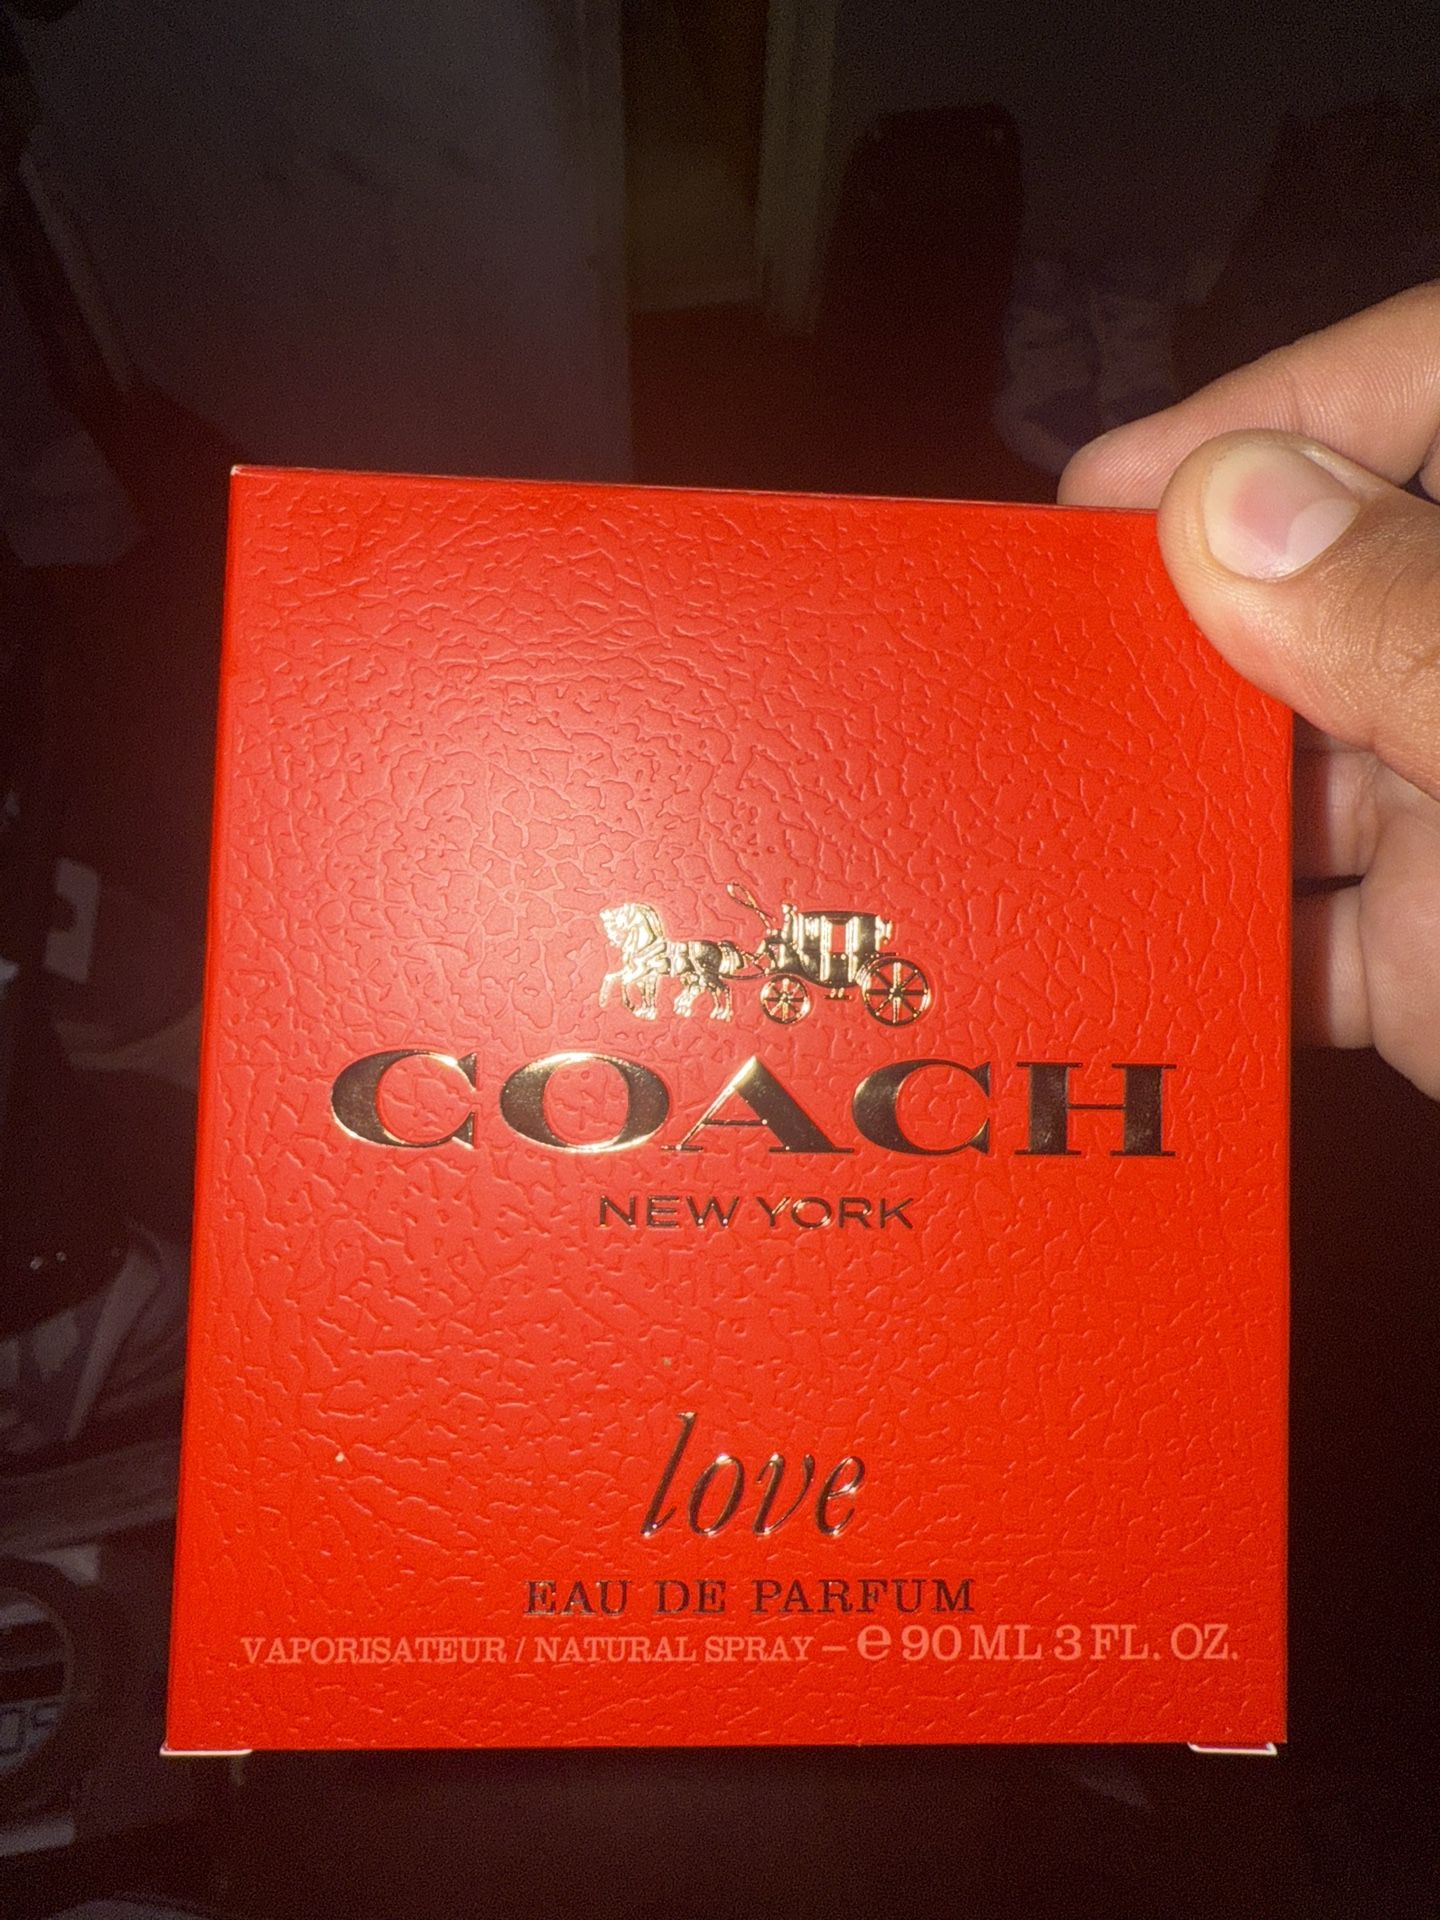 COACH
NEW YORK
love
EAU DE PARFUM
VAPORISATEUR / NATURAL SPRAY – e 90 ML 3 FL. OZ.